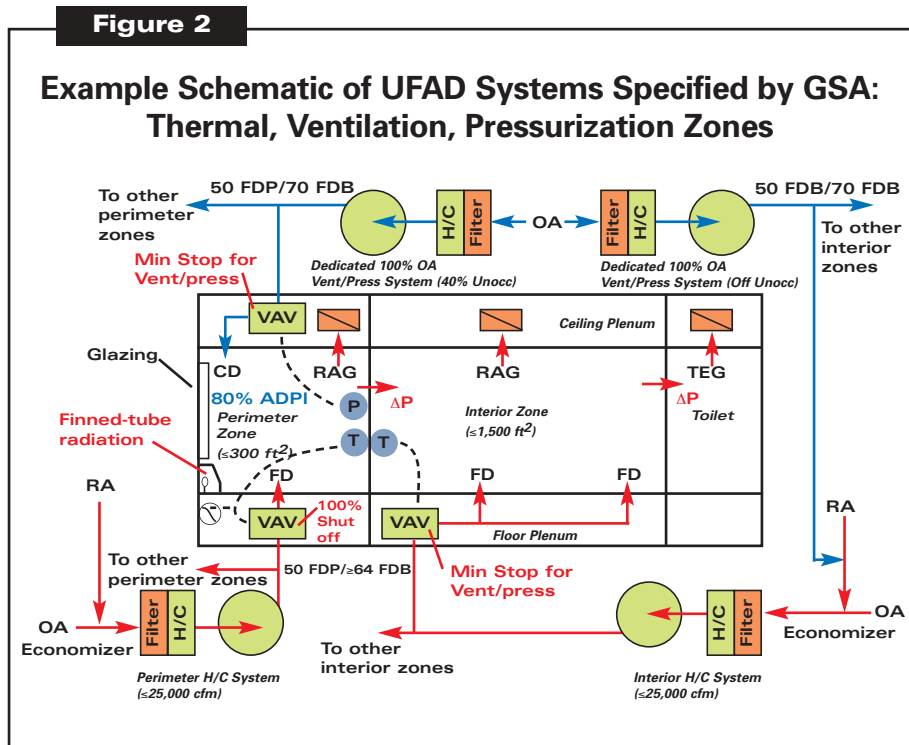 Figure 2
Example Schematic of UFAD Systems Specified by GSA:
Thermal, Ventilation, Pressurization Zones
50 FDP/70 FDB
50 FDB/70 FDB
To other
perimeter
zones
H/C
Filter
OA
Filter
H/C
To other
interior
zones
Dedicated 100% OA
Vent/Press System (40% Unocc)
Dedicated 100% OA
Vent/Press System (Off Unocc)
Min Stop for
Vent/press
VAV
Ceiling Plenum
Glazing
CD
RAG
RAG
TEG
80% ADPI
Perimeter
Zone
(≤300 ft²)
P
ΔP
Interior Zone
(≤1,500 ft²)
ΔP
Toilet
Finned-tube
radiation
T
T
FD
FD
FD
RA
VAV
100%
Shut
off
VAV
Floor Plenum
RA
To other
perimeter zones
50 FDP/≥64 FDB
Min Stop for
Vent/press
OA
Economizer
Filter
H/C
To other
interior zones
H/C
Filter
OA
Economizer
Perimeter H/C System
(≤25,000 cfm)
Interior H/C System
(≤25,000 cfm)